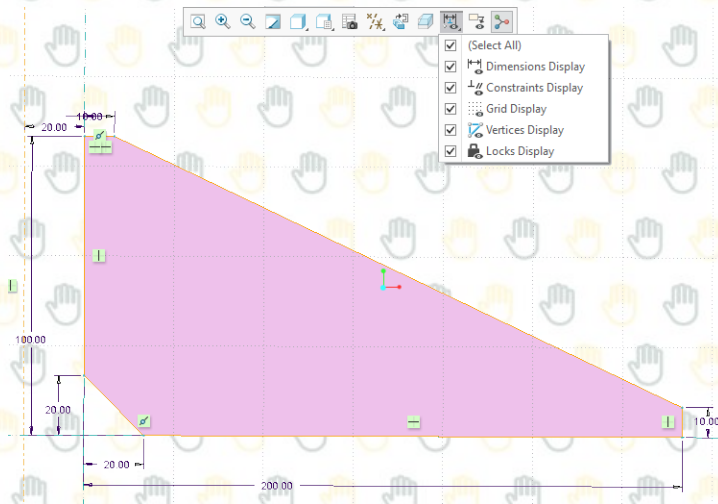 (Select All)
Dimensions Display
Constraints Display
Grid Display
Vertices Display
Locks Display
10.00
20.00
100.00
20.00
20.00
10.00
200.00